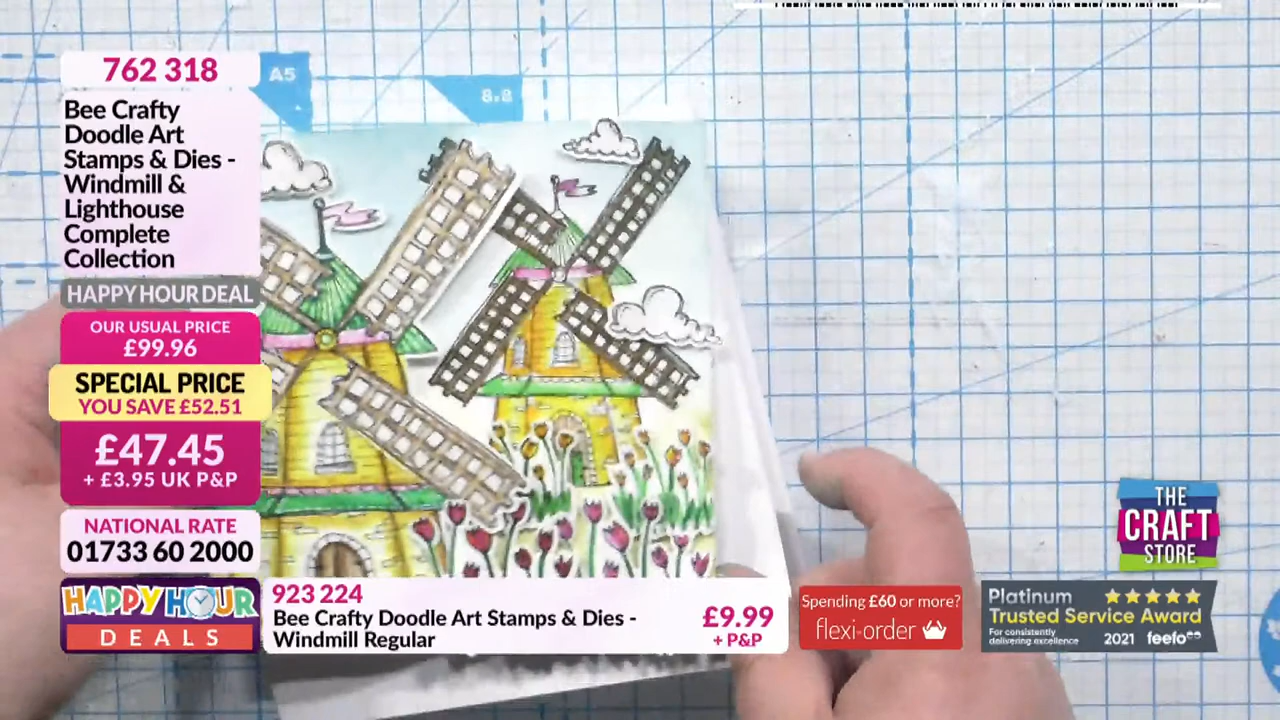 762 318
Bee Crafty
Doodle Art
Stamps & Dies -
Windmill &
Lighthouse
Complete
Collection
HAPPY HOUR DEAL
OUR USUAL PRICE
£99.96
SPECIAL PRICE
YOU SAVE £52.51
£47.45
+ £3.95 UK P&P
NATIONAL RATE
01733 60 2000
HAPPY HOUR
DEALS
A5
8.8
923 224
Bee Crafty Doodle Art Stamps & Dies -
Windmill Regular
£9.99
+ P&P
Spending £60 or more?
flexi-order
THE
CRAFT
STORE
Platinum
Trusted Service Award
For consistently
delivering excellence
2021 feefo